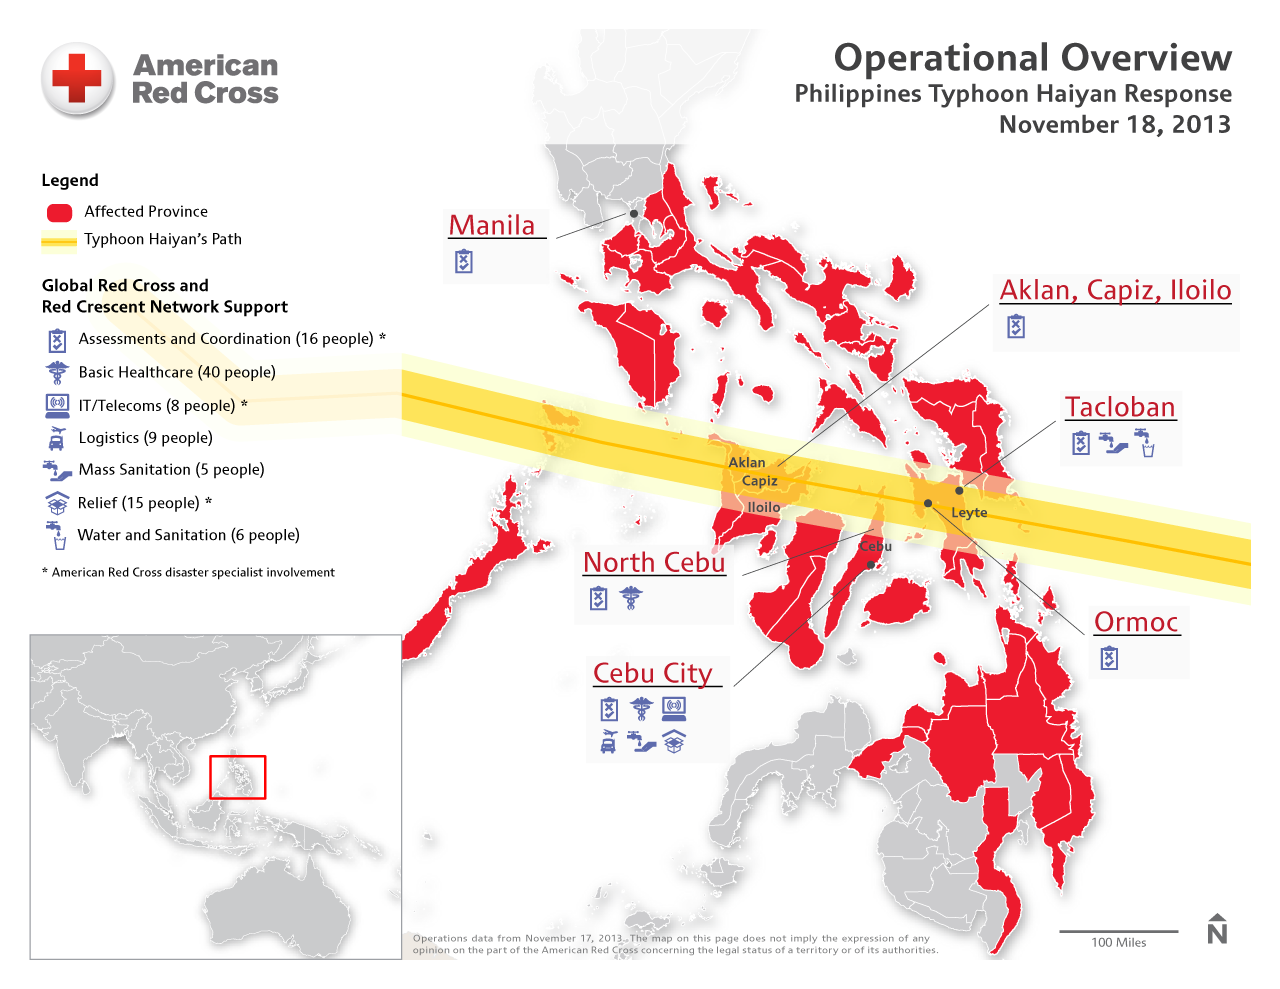 American
Red Cross
Operational Overview
Philippines Typhoon Haiyan Response
November 18, 2013
Legend
Affected Province
Typhoon Haiyan's Path
Global Red Cross and
Red Crescent Network Support
Assessments and Coordination (16 people) *
Basic Healthcare (40 people)
IT/Telecoms (8 people) *
Logistics (9 people)
Mass Sanitation (5 people)
Relief (15 people) *
Water and Sanitation (6 people)
* American Red Cross disaster specialist involvement
Manila
Aklan, Capiz, Iloilo
Tacloban
Aklan
Capiz
Iloilo
Leyte
Cebu
North Cebu
Ormoc
Cebu City
Operations data from November 17, 2013. The map on this page does not imply the expression of any
opinion on the part of the American Red Cross concerning the legal status of a territory or of its authorities.
100 Miles
N